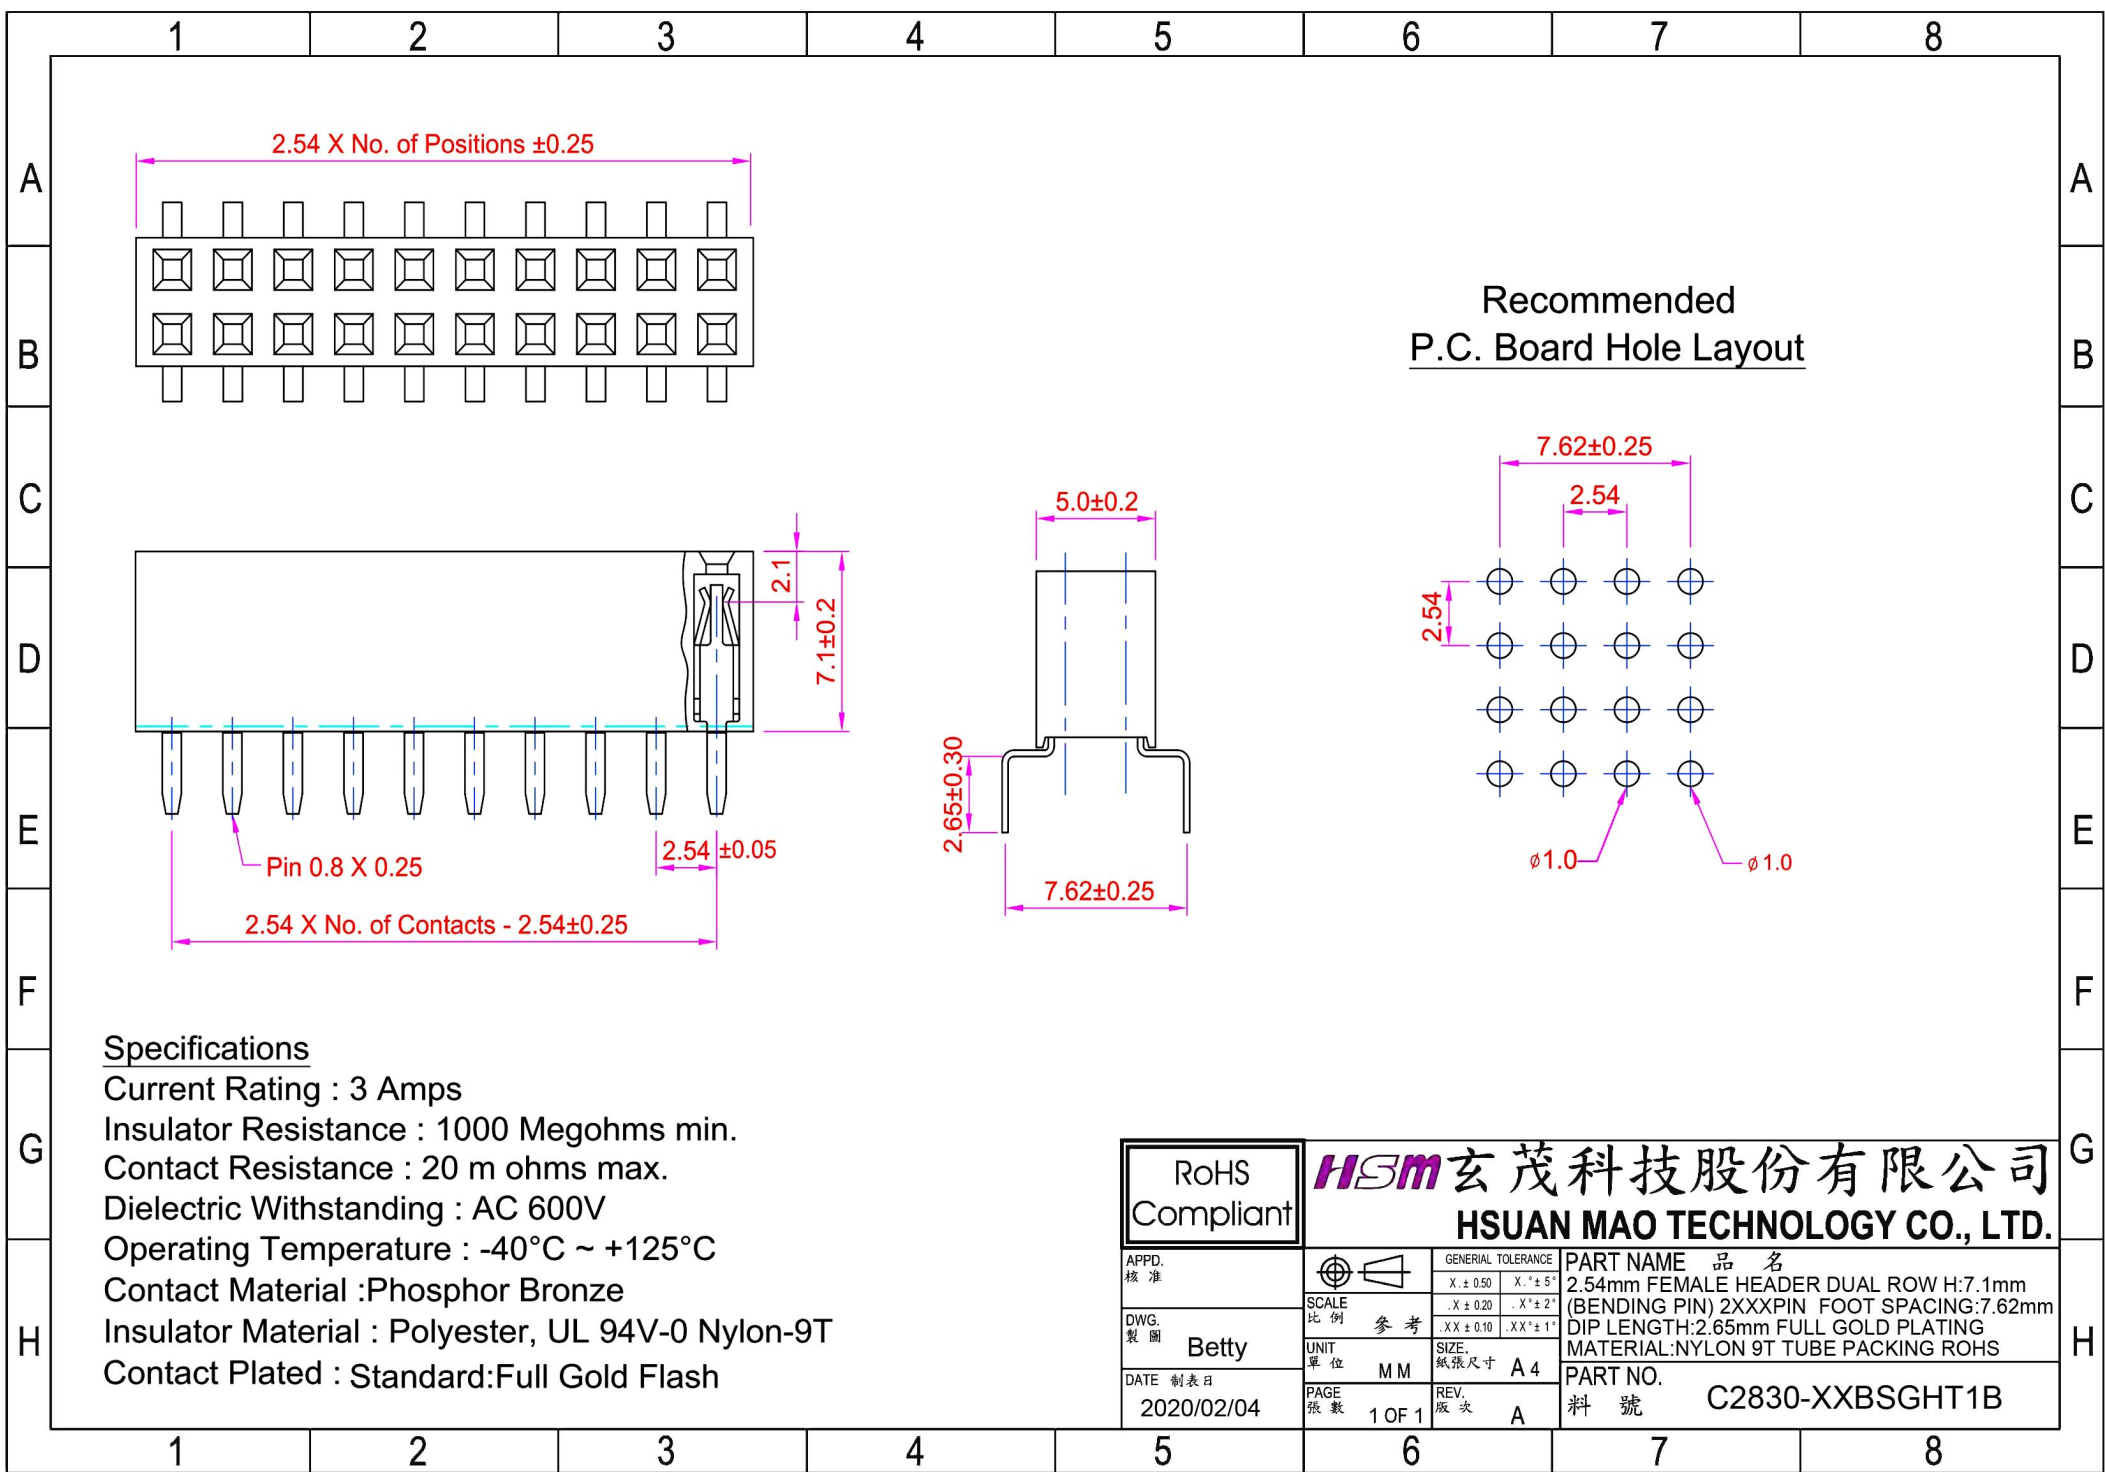 1 2 3 4 5 6 7 8
A A
B B
C C
D D
E E
F F
G G
H H
2.54 X No. of Positions ±0.25
2.1
7.1±0.2
Pin 0.8 X 0.25
2.54 ±0.05
2.54 X No. of Contacts - 2.54±0.25
5.0±0.2
2.65±0.30
7.62±0.25
Recommended
P.C. Board Hole Layout
7.62±0.25
2.54
2.54
ø1.0
ø1.0
Specifications
Current Rating : 3 Amps
Insulator Resistance : 1000 Megohms min.
Contact Resistance : 20 m ohms max.
Dielectric Withstanding : AC 600V
Operating Temperature : -40°C ~ +125°C
Contact Material :Phosphor Bronze
Insulator Material : Polyester, UL 94V-0 Nylon-9T
Contact Plated : Standard:Full Gold Flash
RoHS
Compliant
HSM玄茂科技股份有限公司
HSUAN MAO TECHNOLOGY CO., LTD.
APPD.
核 准
DWG.
製 圖 Betty
DATE 制表日
2020/02/04
SCALE
比 例 參 考
UNIT
單 位 MM
PAGE
張 數 1 OF 1
GENERIAL TOLERANCE
X. ± 0.50 X.°± 5°
.X ± 0.20 .X°± 2°
.XX ± 0.10 .XX°± 1°
SIZE.
紙張尺寸 A4
REV.
版 次 A
PART NAME 品 名
2.54mm FEMALE HEADER DUAL ROW H:7.1mm
(BENDING PIN) 2XXXPIN FOOT SPACING:7.62mm
DIP LENGTH:2.65mm FULL GOLD PLATING
MATERIAL:NYLON 9T TUBE PACKING ROHS
PART NO.
料 號 C2830-XXBSGHT1B
1 2 3 4 5 6 7 8